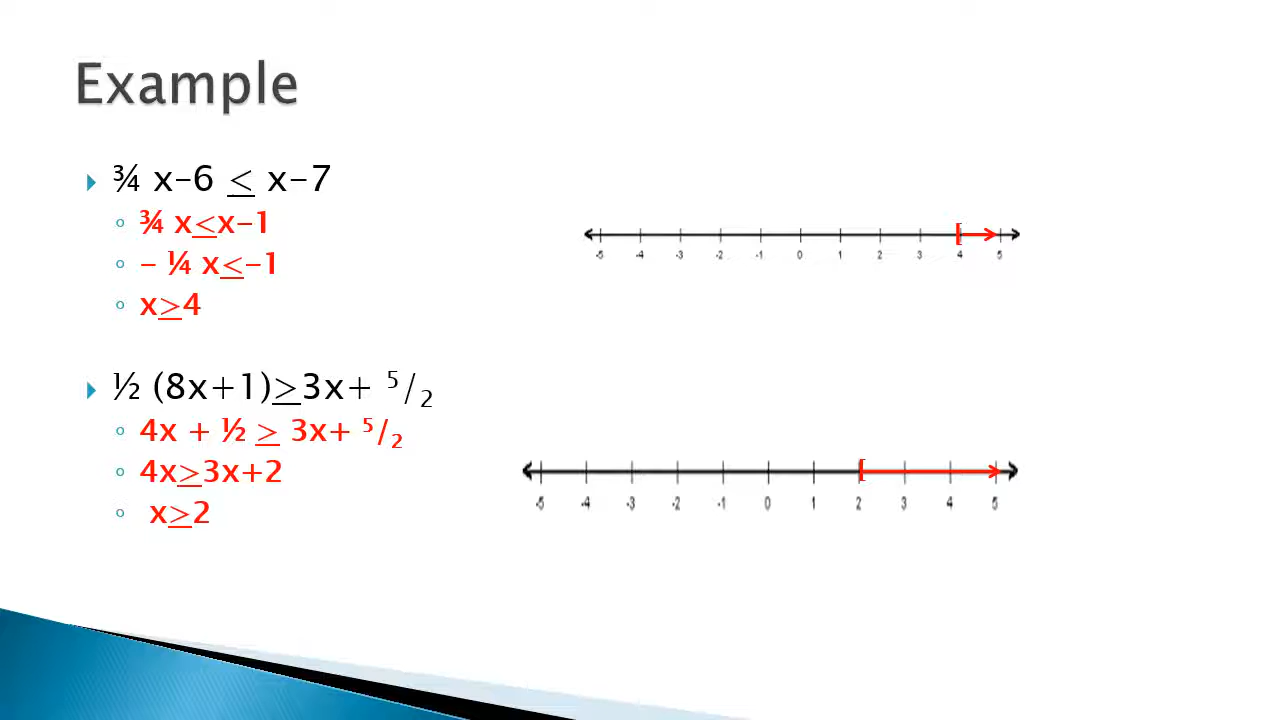 Example
¾ x-6 ≤ x-7
¾ x≤x-1
- ¼ x≤-1
x≥4
-5 -4 -3 -2 -1 0 1 2 3 4 5
½ (8x+1)≥3x+ ⁵/₂
4x + ½ ≥ 3x+ ⁵/₂
4x≥3x+2
x≥2
-5 -4 -3 -2 -1 0 1 2 3 4 5